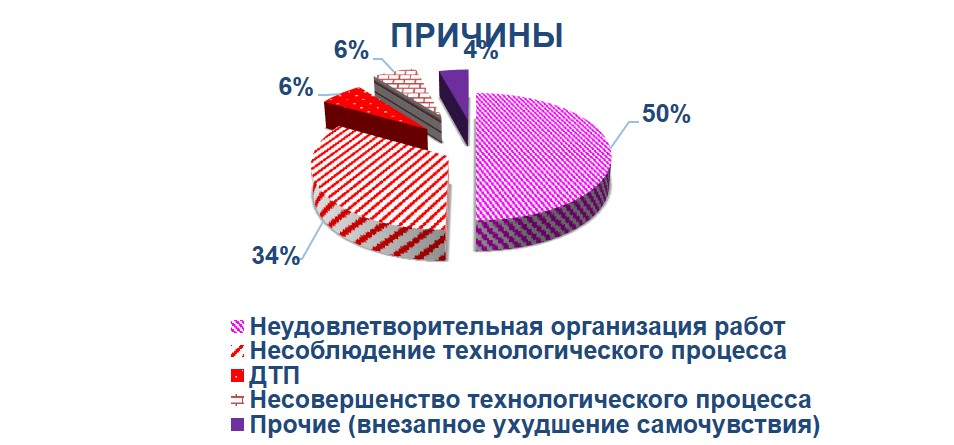 ПРИЧИНЫ
6%
4%
6%
50%
34%
Неудовлетворительная организация работ
Несоблюдение технологического процесса
ДТП
Несовершенство технологического процесса
Прочие (внезапное ухудшение самочувствия)